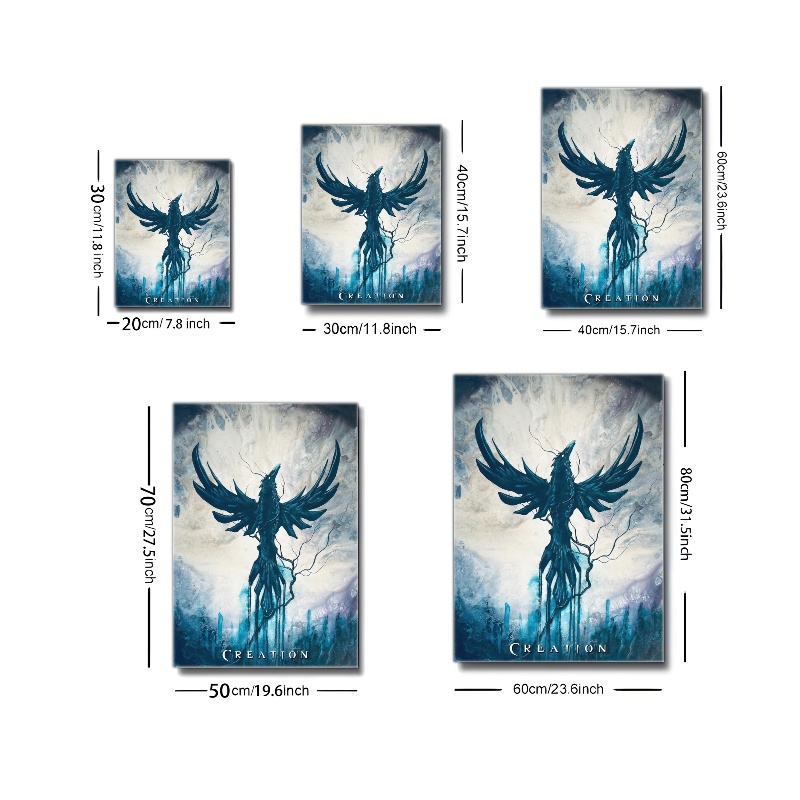 30cm/11.8 inch
CREATION
20cm/ 7.8 inch
40cm/15.7inch
CREATION
30cm/11.8inch
60cm/23.6inch
CREATION
40cm/15.7inch
70cm/27.5inch
CREATION
50cm/19.6inch
80cm/31.5inch
CREATION
60cm/23.6inch